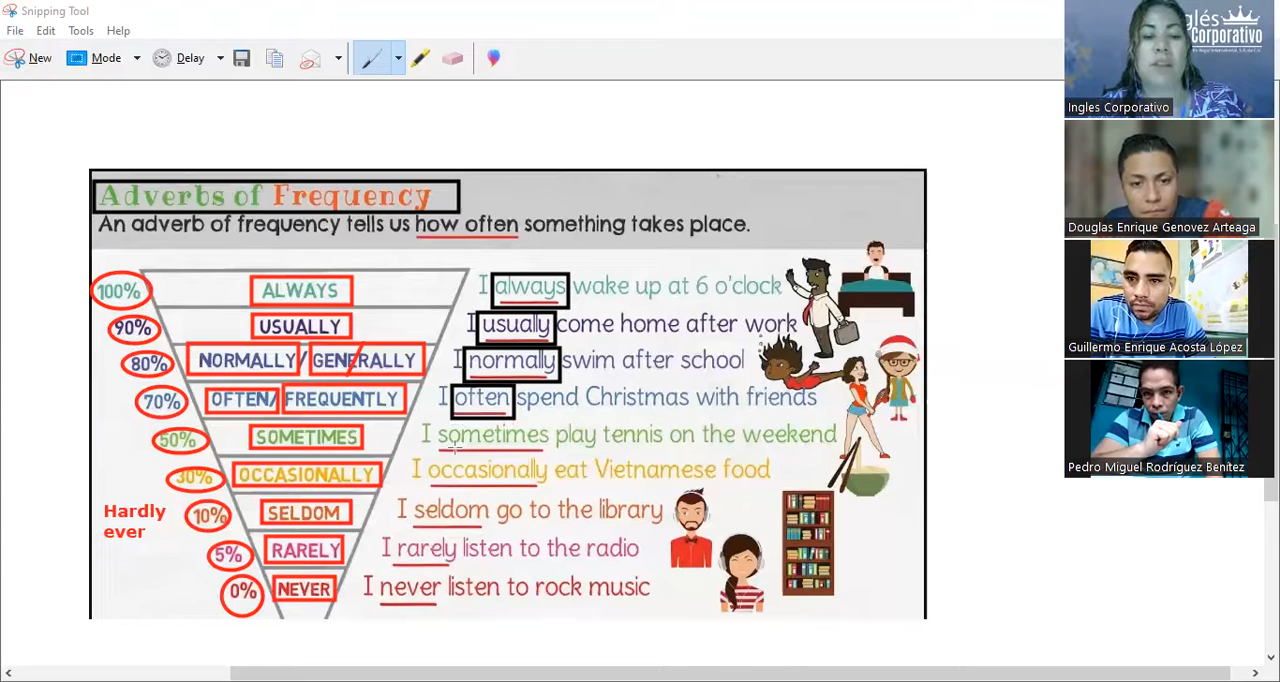 Snipping Tool
File Edit Tools Help
New Mode Delay
Adverbs of Frequency
An adverb of frequency tells us how often something takes place.
100% ALWAYS I always wake up at 6 o'clock
90% USUALLY I usually come home after work
80% NORMALLY/ GENERALLY I normally swim after school
70% OFTEN/ FREQUENTLY I often spend Christmas with friends
50% SOMETIMES I sometimes play tennis on the weekend
30% OCCASIONALLY I occasionally eat Vietnamese food
Hardly
ever
10% SELDOM I seldom go to the library
5% RARELY I rarely listen to the radio
0% NEVER I never listen to rock music
glés
Corporativo
Ingles Corporativo
Douglas Enrique Genovez Arteaga
Guillermo Enrique Acosta López
Pedro Miguel Rodríguez Benítez